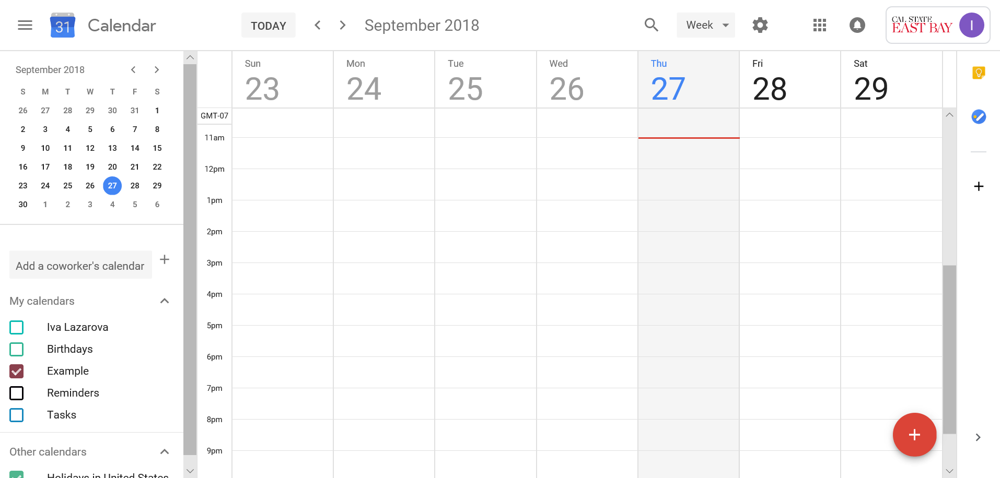 31 Calendar TODAY September 2018 Week CAL STATE
EAST BAY I
September 2018
S M T W T F S
26 27 28 29 30 31 1
2 3 4 5 6 7 8
9 10 11 12 13 14 15
16 17 18 19 20 21 22
23 24 25 26 27 28 29
30 1 2 3 4 5 6
Add a coworker's calendar
My calendars
Iva Lazarova
Birthdays
Example
Reminders
Tasks
Other calendars
Holidays in United States
Sun Mon Tue Wed Thu Fri Sat
23 24 25 26 27 28 29
GMT-07
11am
12pm
1pm
2pm
3pm
4pm
5pm
6pm
7pm
8pm
9pm